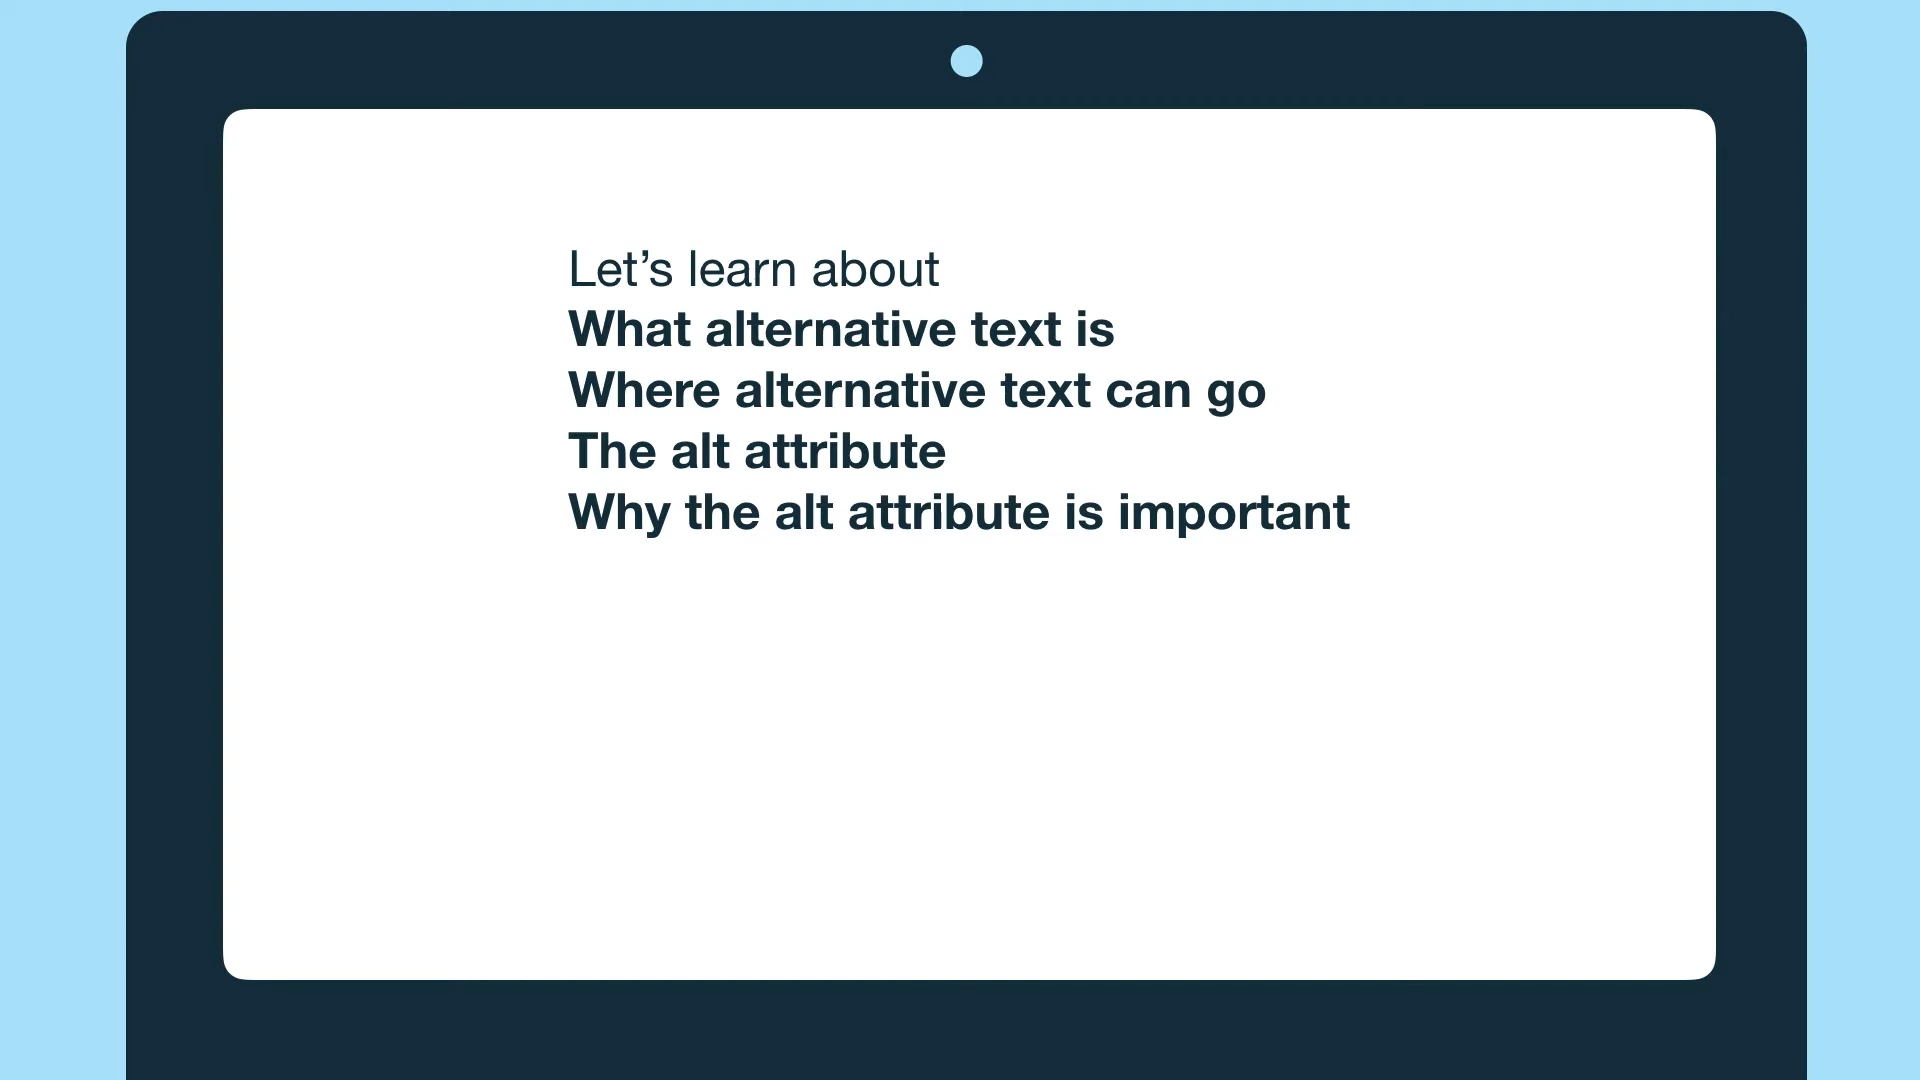 Let’s learn about
What alternative text is
Where alternative text can go
The alt attribute
Why the alt attribute is important